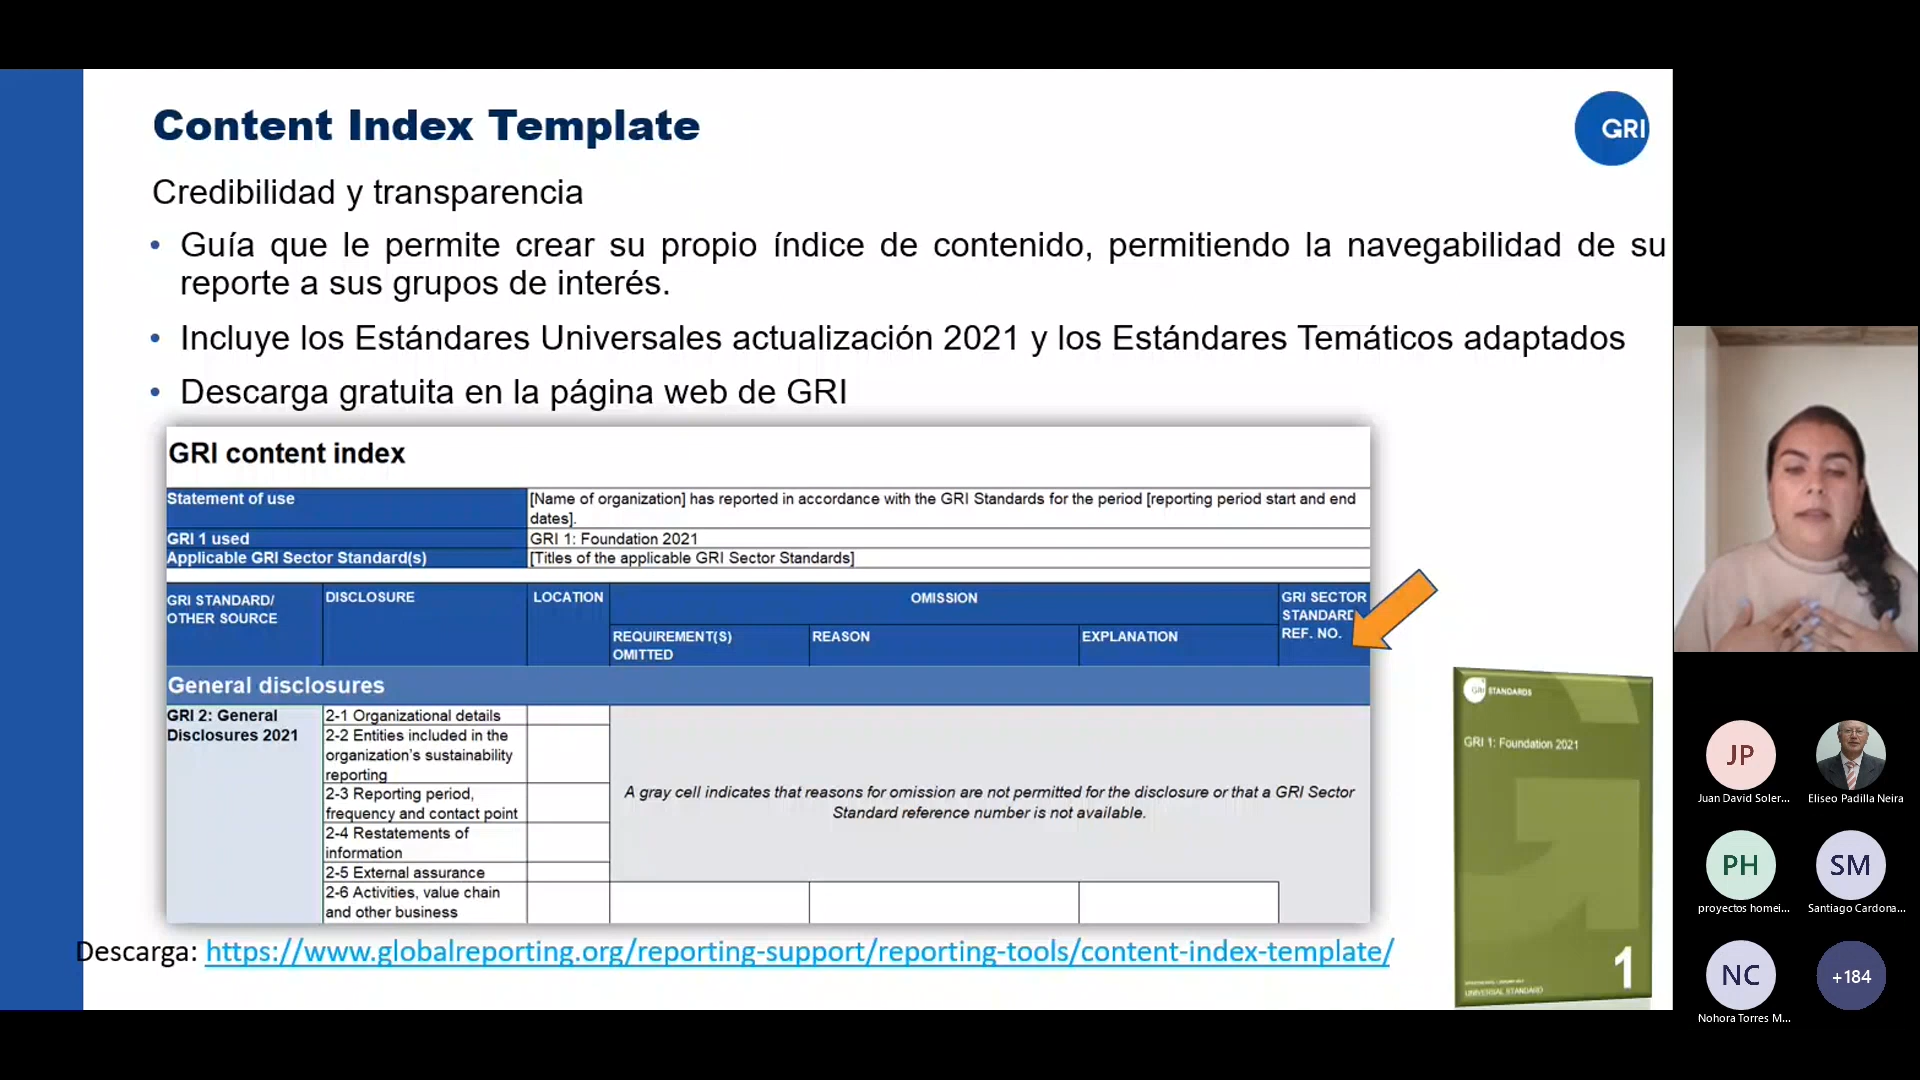 Content Index Template
GRI
Credibilidad y transparencia
• Guía que le permite crear su propio índice de contenido, permitiendo la navegabilidad de su
reporte a sus grupos de interés.
• Incluye los Estándares Universales actualización 2021 y los Estándares Temáticos adaptados
• Descarga gratuita en la página web de GRI
GRI content index
Statement of use
[Name of organization] has reported in accordance with the GRI Standards for the period [reporting period start and end
dates].
GRI 1 used
GRI 1: Foundation 2021
Applicable GRI Sector Standard(s)
[Titles of the applicable GRI Sector Standards]
GRI STANDARD/
OTHER SOURCE
DISCLOSURE
LOCATION
OMISSION
REQUIREMENT(S)
OMITTED
REASON
EXPLANATION
GRI SECTOR
STANDARD
REF. NO.
General disclosures
GRI 2: General
Disclosures 2021
2-1 Organizational details
2-2 Entities included in the
organization's sustainability
reporting
2-3 Reporting period,
frequency and contact point
2-4 Restatements of
information
2-5 External assurance
2-6 Activities, value chain
and other business
A gray cell indicates that reasons for omission are not permitted for the disclosure or that a GRI Sector
Standard reference number is not available.
Descarga: https://www.globalreporting.org/reporting-support/reporting-tools/content-index-template/
GRI STANDARDS
GRI 1: Foundation 2021
1
UNIVERSAL STANDARD
JP
Juan David Soler...
Eliseo Padilla Neira
PH
proyectos homei...
SM
Santiago Cardona...
NC
Nohora Torres M...
+184